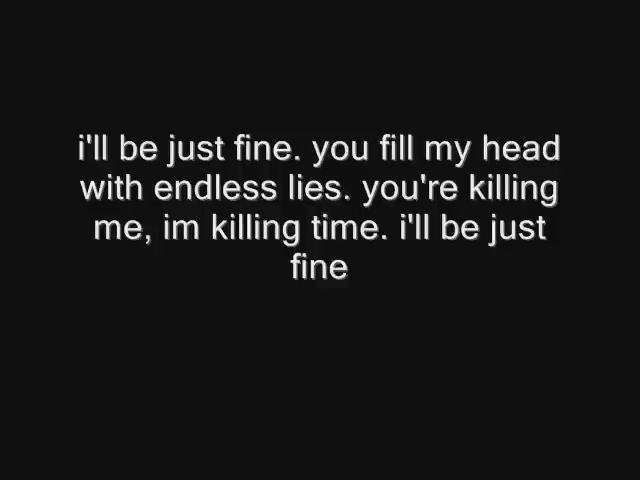 i'll be just fine. you fill my head
with endless lies. you're killing
me, im killing time. i'll be just
fine